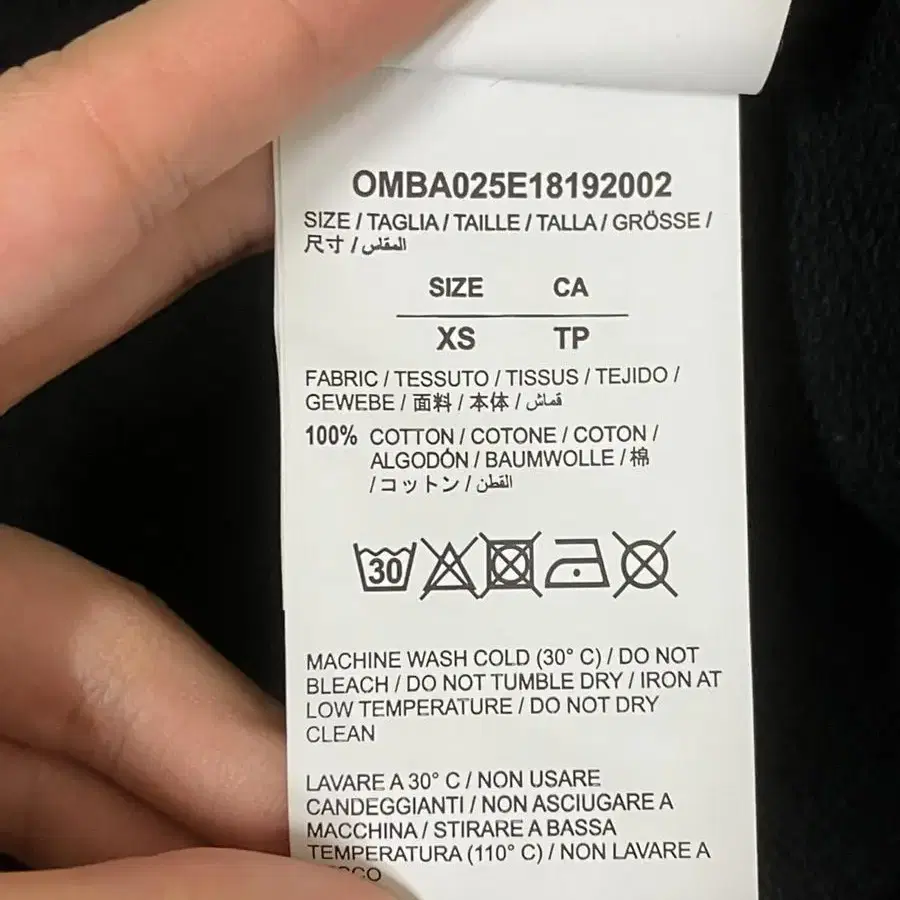 OMBA025E18192002
SIZE / TAGLIA / TAILLE / TALLA / GRÖSSE /
尺寸 / المقاس
SIZE CA
XS TP
FABRIC / TESSUTO / TISSUS / TEJIDO /
GEWEBE / 面料 / 本体 / قماش
100% COTTON / COTONE / COTON /
ALGODÓN / BAUMWOLLE / 棉
/ コットン / القطن
30
MACHINE WASH COLD (30° C) / DO NOT
BLEACH / DO NOT TUMBLE DRY / IRON AT
LOW TEMPERATURE / DO NOT DRY
CLEAN
LAVARE A 30° C / NON USARE
CANDEGGIANTI / NON ASCIUGARE A
MACCHINA / STIRARE A BASSA
TEMPERATURA (110° C) / NON LAVARE A